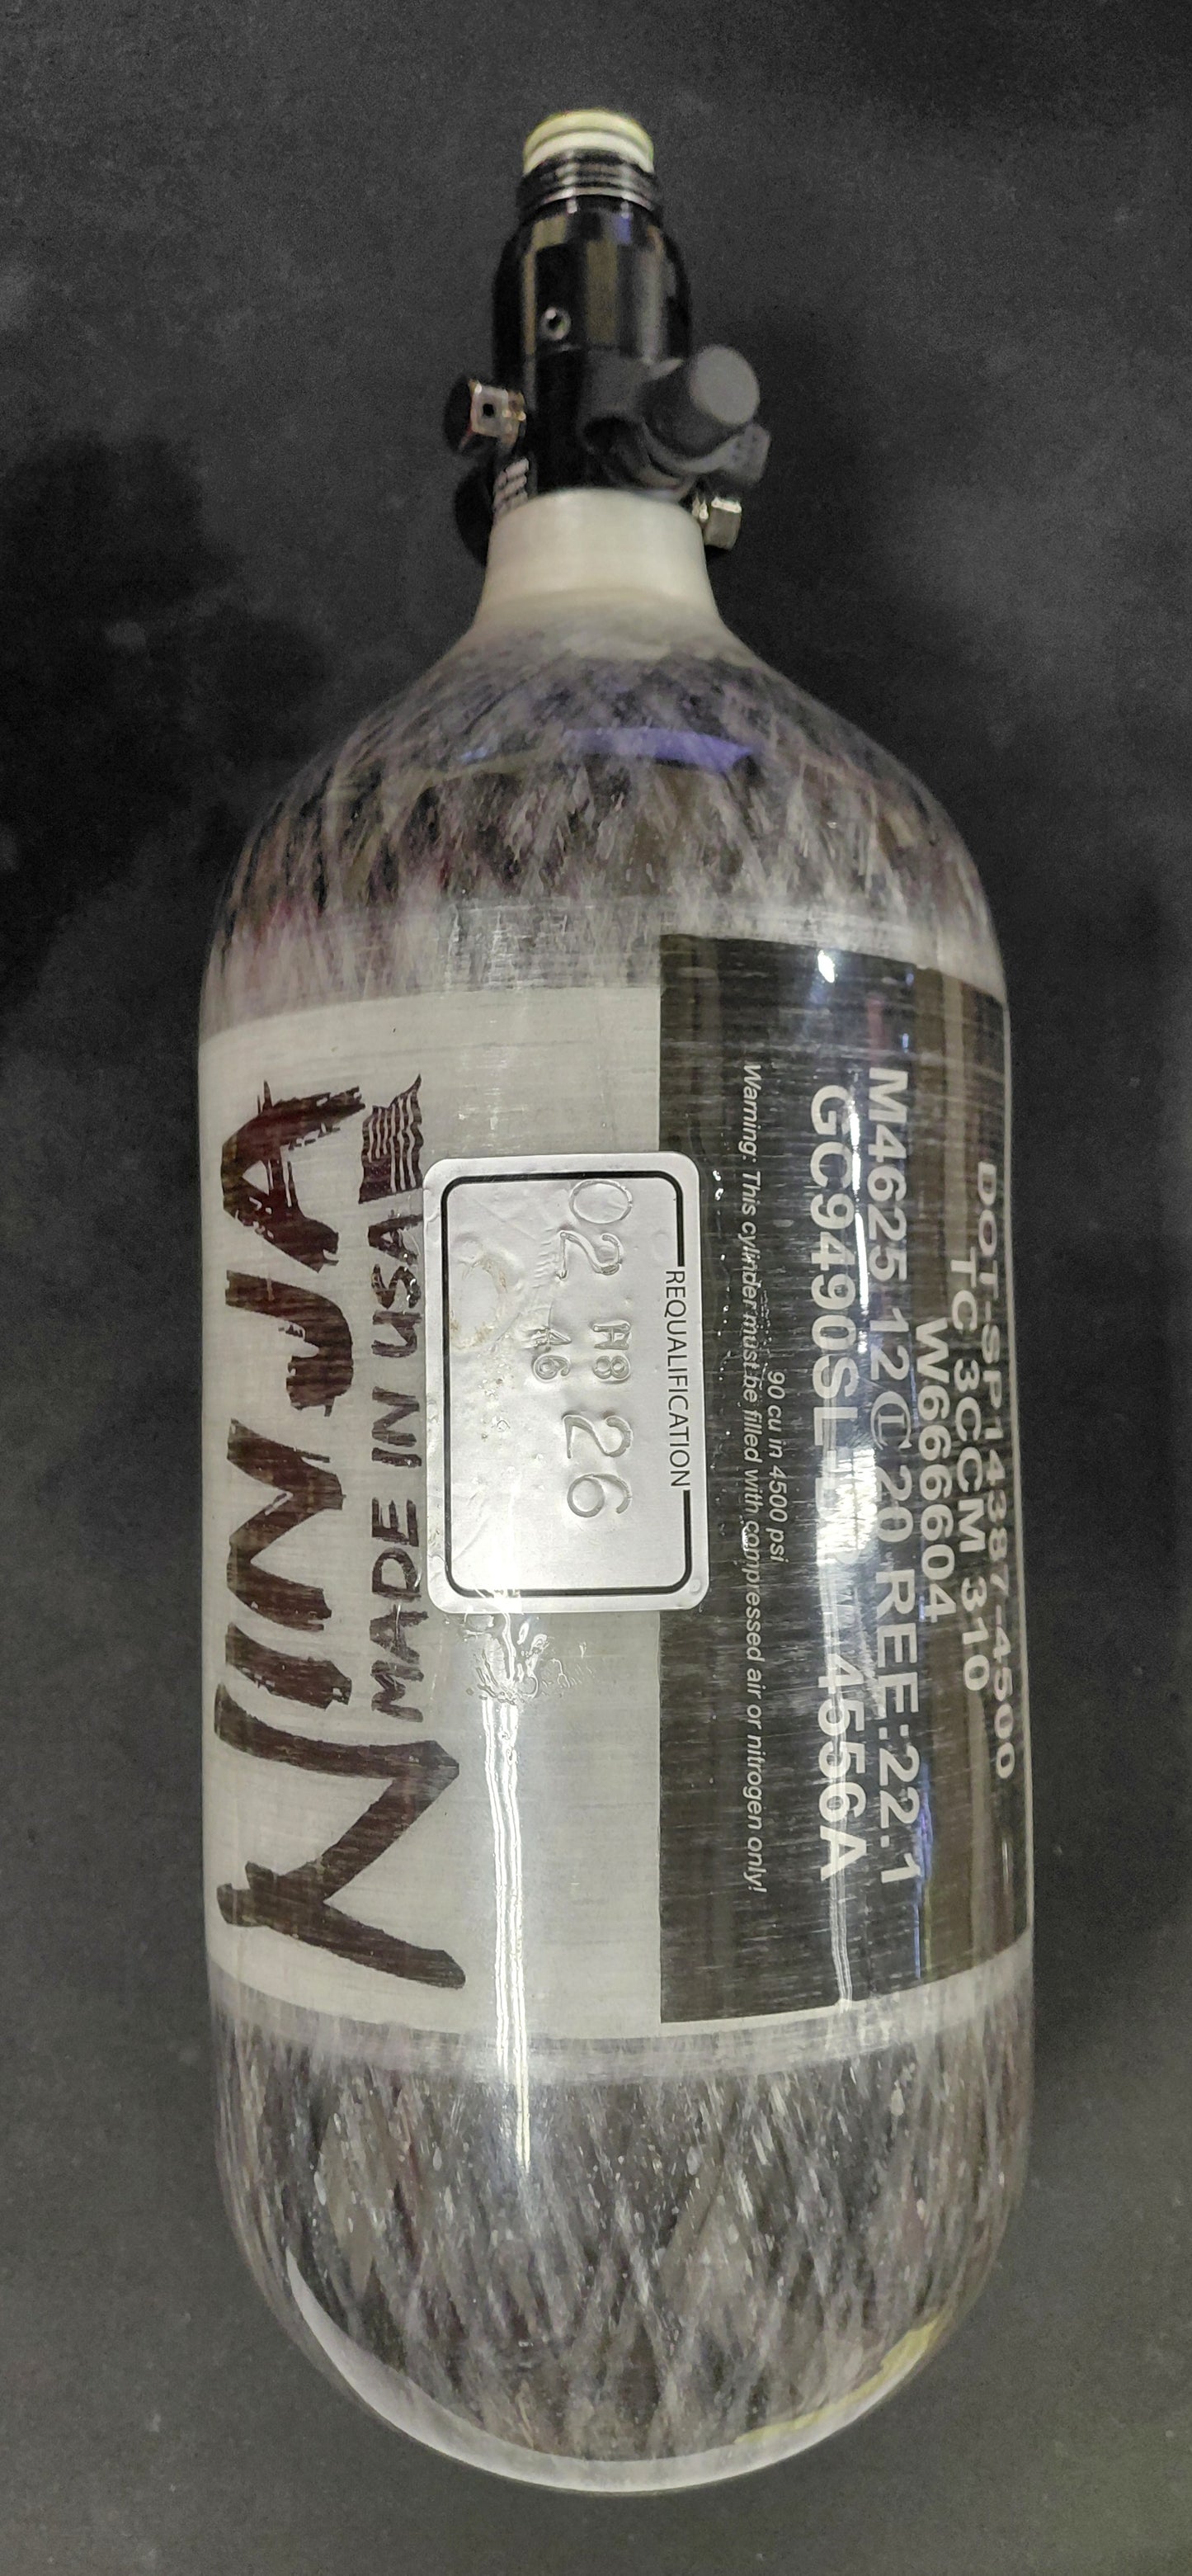 DOT-SP14387-4500
TC 3CCM 310
W666604
M4625 12 20 REE:22.1
4556A
90 cu in 4500 psi
Warning: This cylinder must be filled with compressed air or nitrogen only!
REQUALIFICATION
02 A8 26
46
MADE IN USA
NINJA